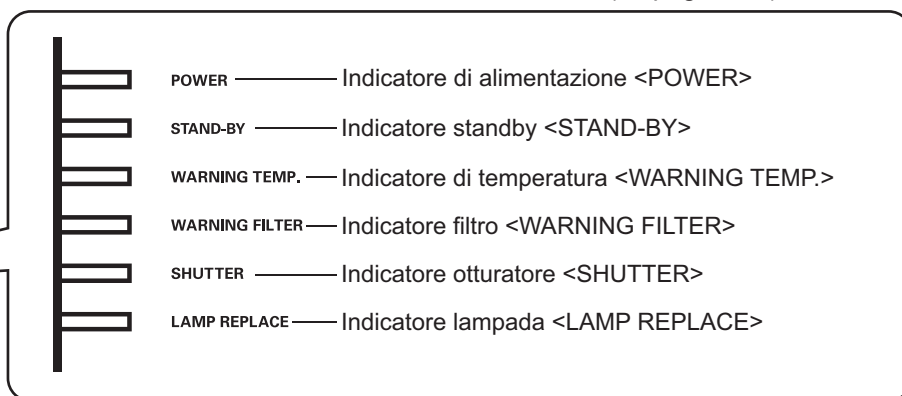 POWER Indicatore di alimentazione <POWER>
STAND-BY Indicatore standby <STAND-BY>
WARNING TEMP. Indicatore di temperatura <WARNING TEMP.>
WARNING FILTER Indicatore filtro <WARNING FILTER>
SHUTTER Indicatore otturatore <SHUTTER>
LAMP REPLACE Indicatore lampada <LAMP REPLACE>